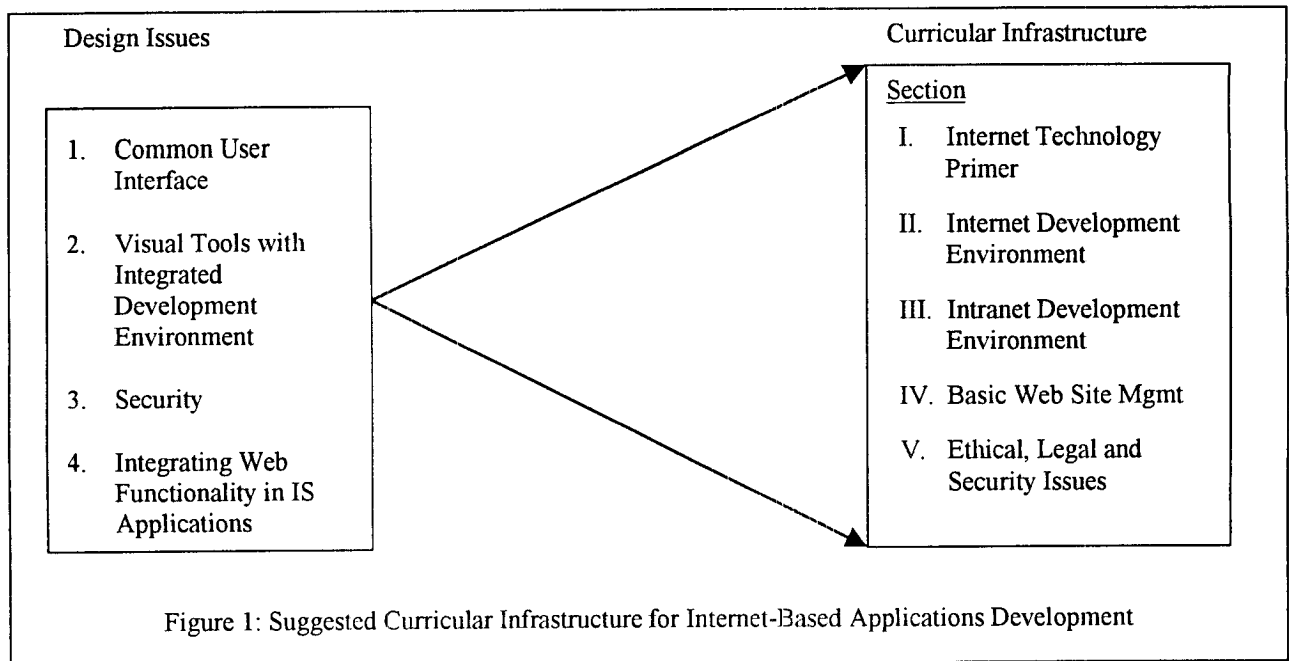 Design Issues
1. Common User
Interface
2. Visual Tools with
Integrated
Development
Environment
3. Security
4. Integrating Web
Functionality in IS
Applications
Curricular Infrastructure
Section
I. Internet Technology
Primer
II. Internet Development
Environment
III. Intranet Development
Environment
IV. Basic Web Site Mgmt
V. Ethical, Legal and
Security Issues
Figure 1: Suggested Curricular Infrastructure for Internet-Based Applications Development